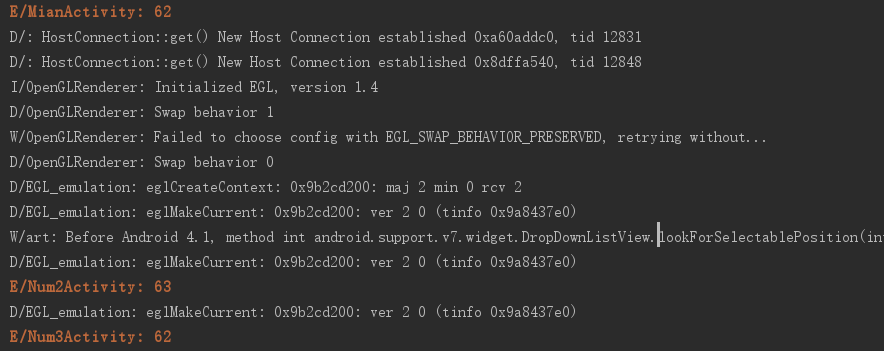 E/MianActivity: 62
D/: HostConnection::get() New Host Connection established 0xa60addc0, tid 12831
D/: HostConnection::get() New Host Connection established 0x8dffa540, tid 12848
I/OpenGLRenderer: Initialized EGL, version 1.4
D/OpenGLRenderer: Swap behavior 1
W/OpenGLRenderer: Failed to choose config with EGL_SWAP_BEHAVIOR_PRESERVED, retrying without...
D/OpenGLRenderer: Swap behavior 0
D/EGL_emulation: eglCreateContext: 0x9b2cd200: maj 2 min 0 rcv 2
D/EGL_emulation: eglMakeCurrent: 0x9b2cd200: ver 2 0 (tinfo 0x9a8437e0)
W/art: Before Android 4.1, method int android.support.v7.widget.DropDownListView.lookForSelectablePosition(in
D/EGL_emulation: eglMakeCurrent: 0x9b2cd200: ver 2 0 (tinfo 0x9a8437e0)
E/Num2Activity: 63
D/EGL_emulation: eglMakeCurrent: 0x9b2cd200: ver 2 0 (tinfo 0x9a8437e0)
E/Num3Activity: 62